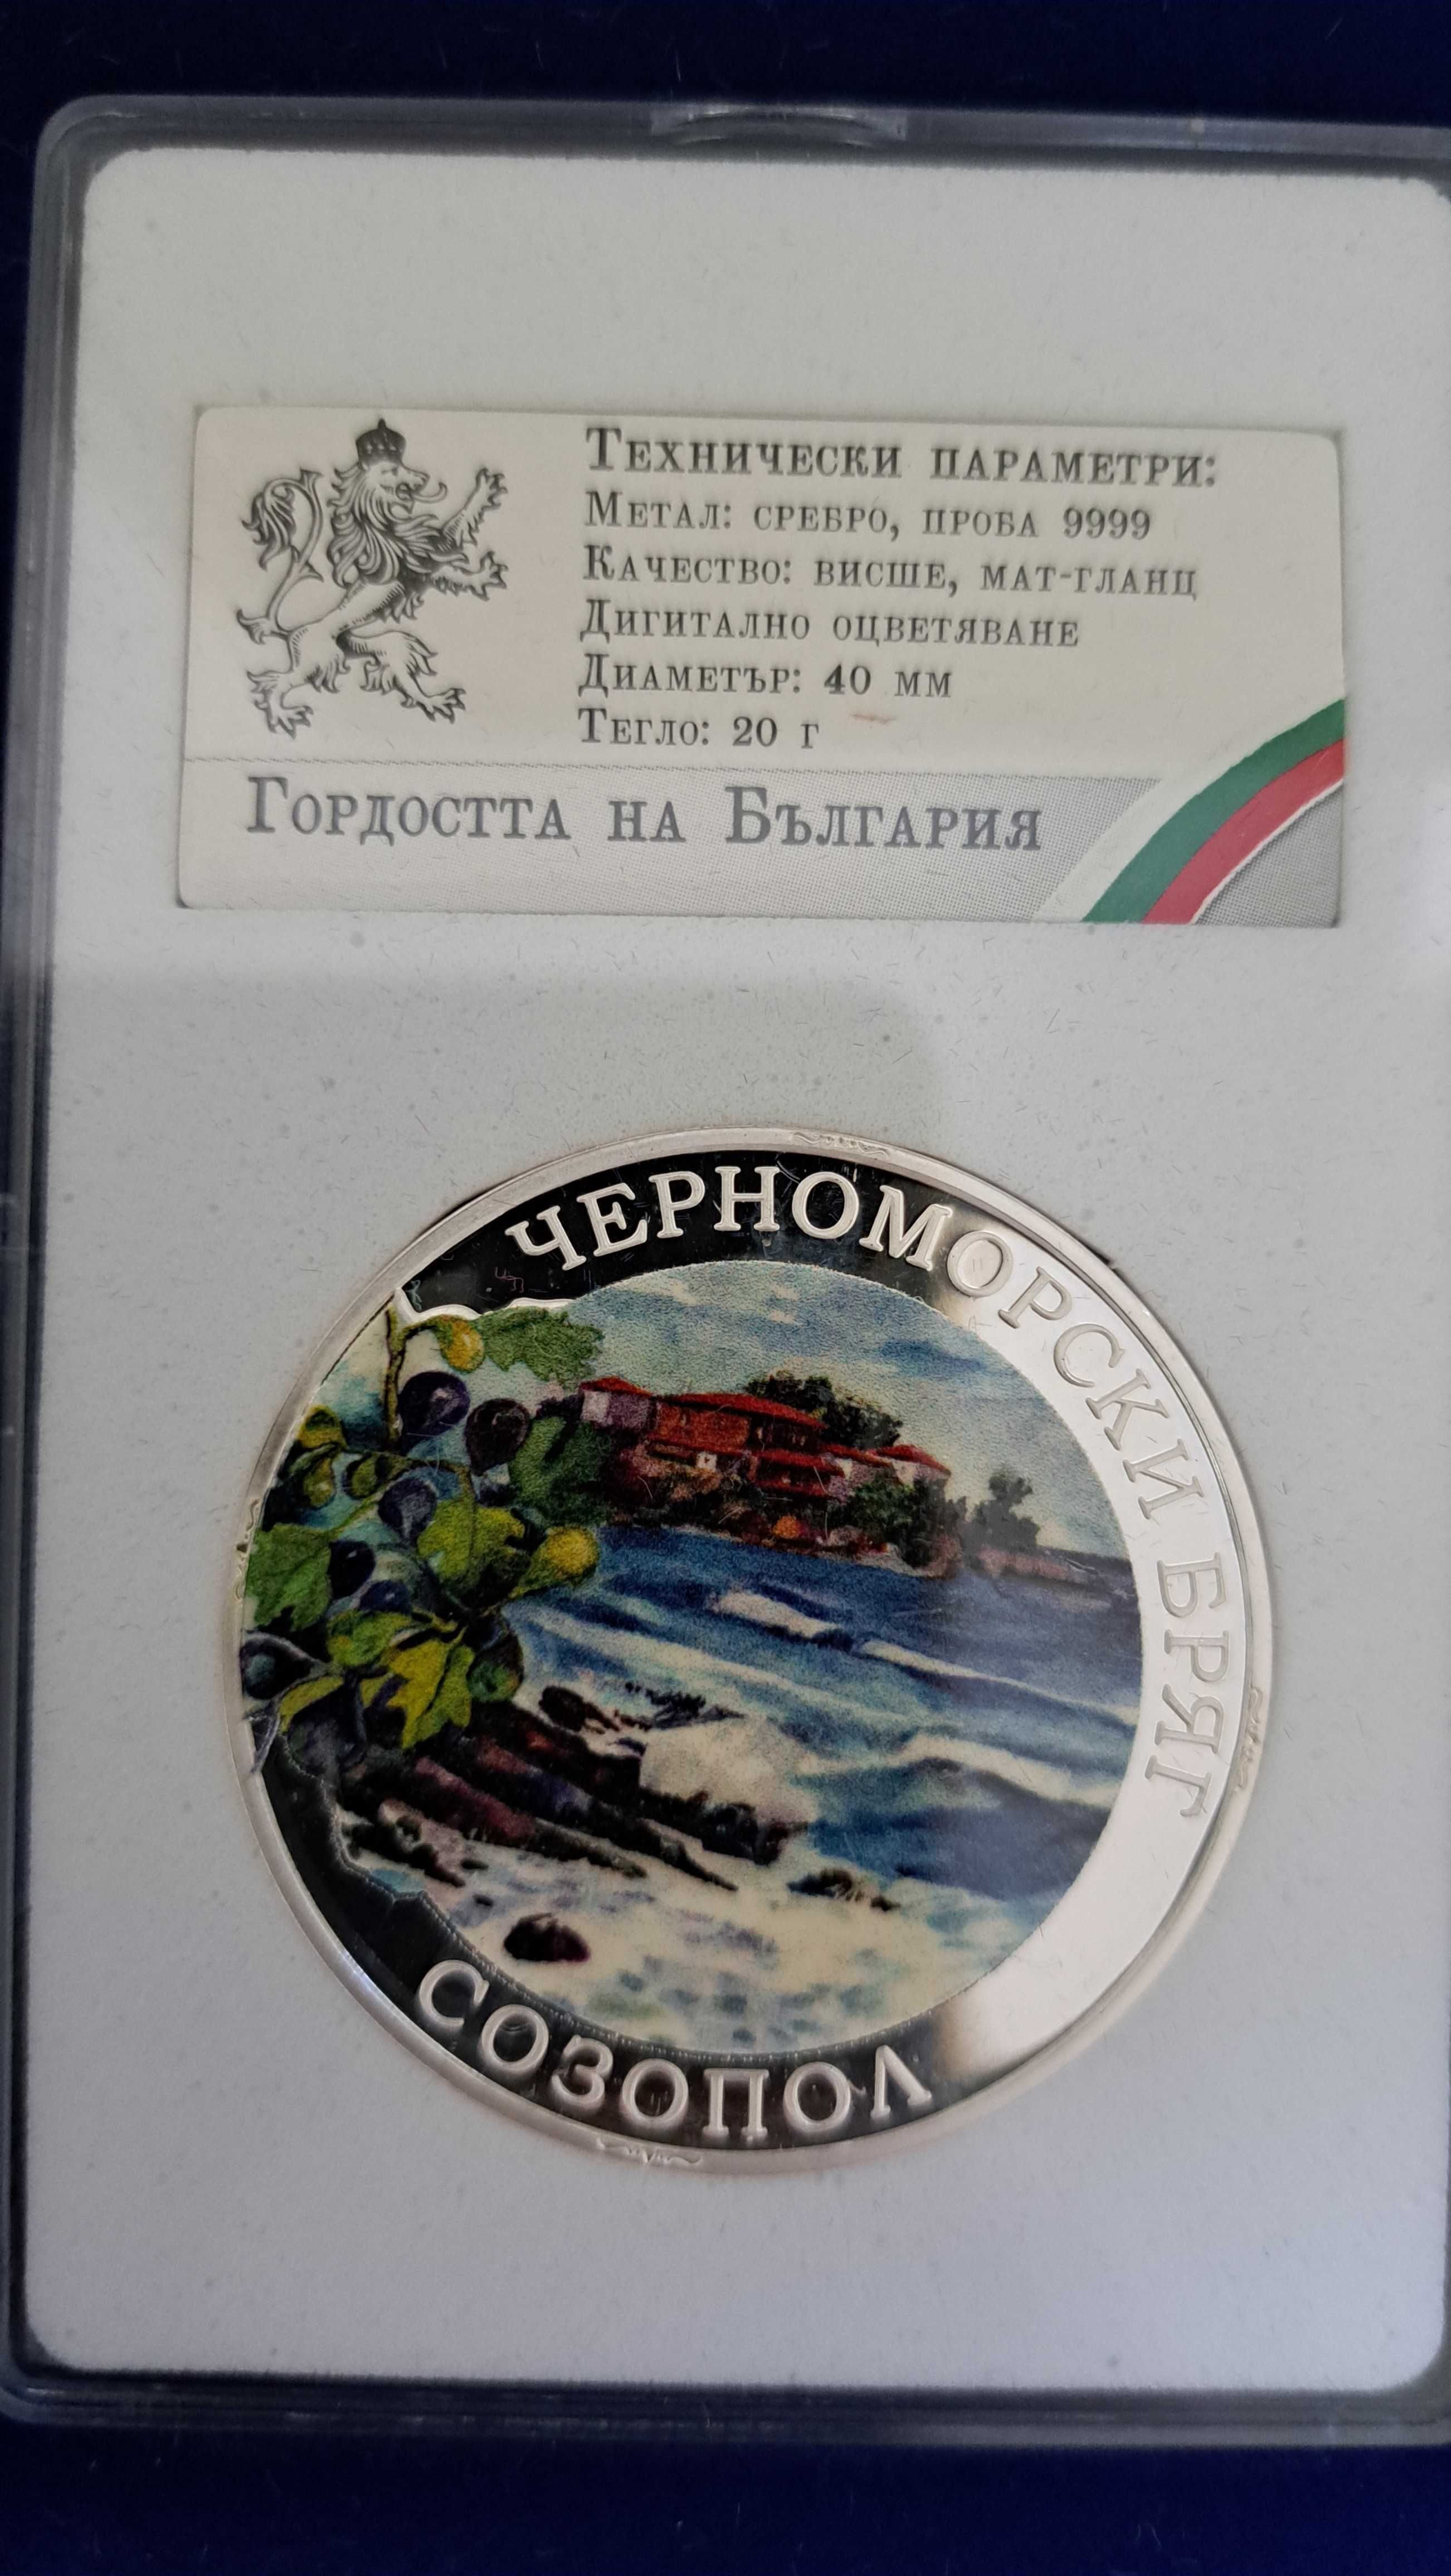 Технически параметри:
Метал: сребро, проба 9999
Качество: висше, мат-гланц
Дигитално оцветяване
Диаметър: 40 мм
Тегло: 20 г
Гордостта на България
ЧЕРНОМОРСКИ БРЯГ
СОЗОПОЛ